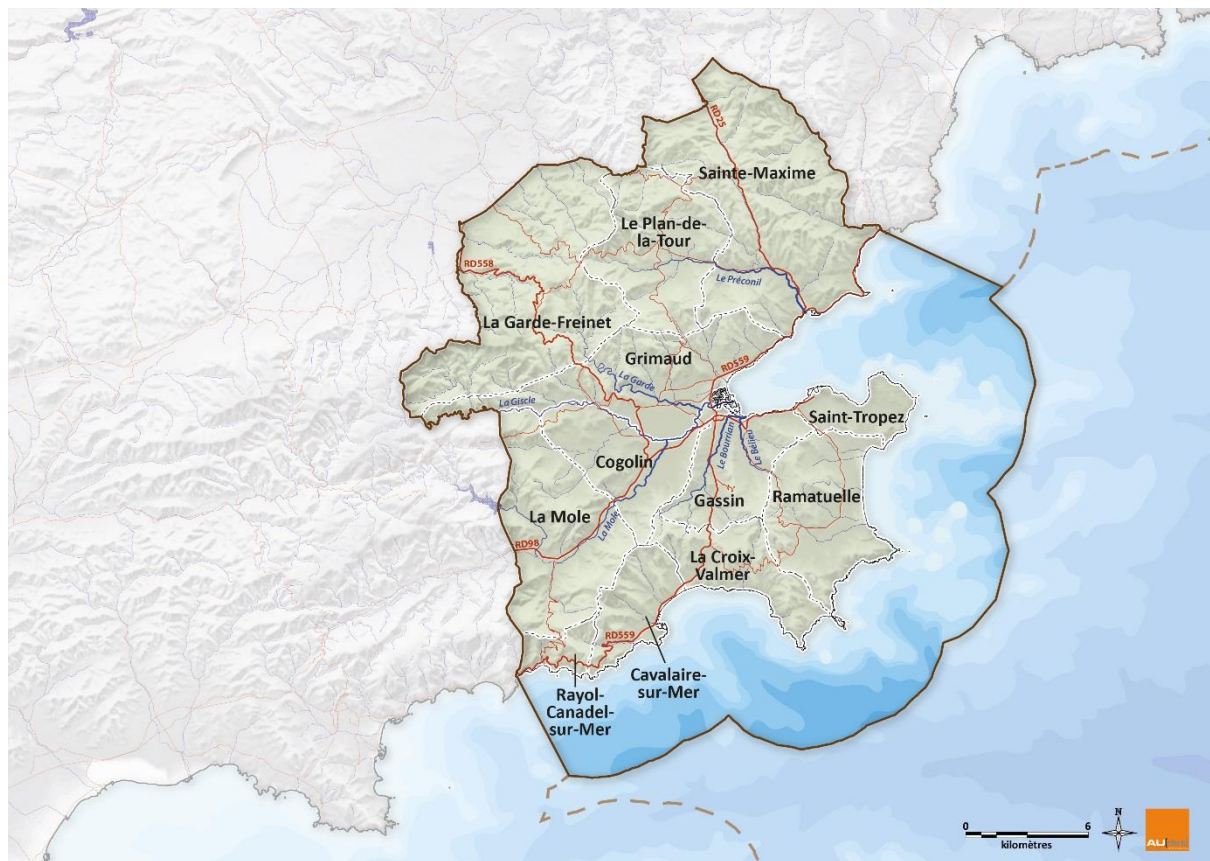 RD25
Sainte-Maxime
Le Plan-de-
la-Tour
RD558
Le Préconil
La Garde-Freinet
Grimaud
RD559
La Garde
La Giscle
Saint-Tropez
Le Bourrian
Le Bélieu
Cogolin
Gassin
Ramatuelle
La Mole
La Mole
RD98
La Croix-
Valmer
RD559
Cavalaire-
sur-Mer
Rayol-
Canadel-
sur-Mer
0 6
kilomètres
N
AU